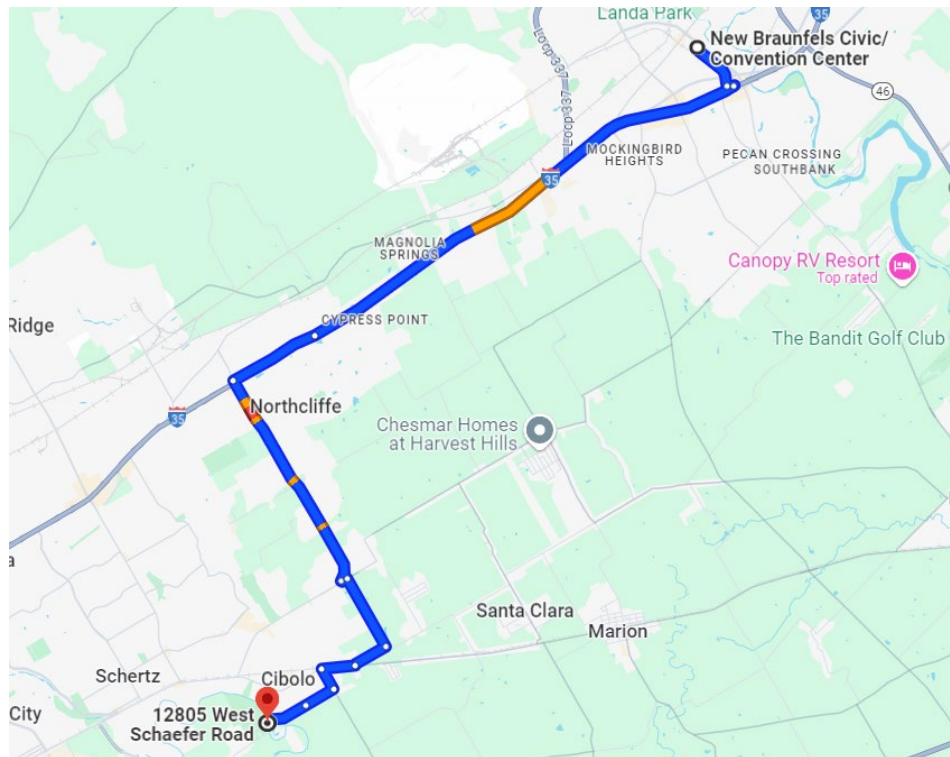 Landa Park
35
New Braunfels Civic/
Convention Center
Loop 337
Loop 337
46
MOCKINGBIRD
HEIGHTS
PECAN CROSSING
SOUTHBANK
35
MAGNOLIA
SPRINGS
Canopy RV Resort
Top rated
CYPRESS POINT
Ridge
The Bandit Golf Club
Northcliffe
35
Chesmar Homes
at Harvest Hills
a
Santa Clara
Marion
Schertz
Cibolo
City
12805 West
Schaefer Road